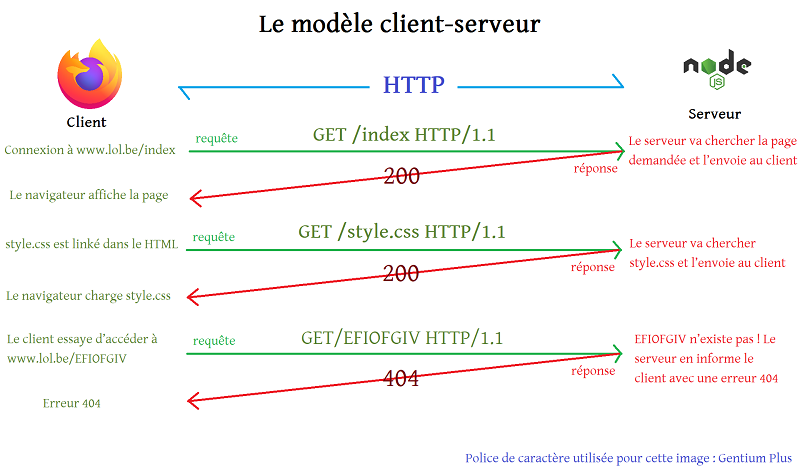 Le modèle client-serveur
node
JS
HTTP
Client
Serveur
Connexion à www.lol.be/index
requête
GET /index HTTP/1.1
Le serveur va chercher la page
demandée et l'envoie au client
200
réponse
Le navigateur affiche la page
style.css est linké dans le HTML
requête
GET /style.css HTTP/1.1
Le serveur va chercher
style.css et l'envoie au client
200
réponse
Le navigateur charge style.css
Le client essaye d'accéder à
www.lol.be/EFIOFGIV
requête
GET/EFIOFGIV HTTP/1.1
EFIOFGIV n'existe pas ! Le
serveur en informe le
client avec une erreur 404
404
réponse
Erreur 404
Police de caractère utilisée pour cette image : Gentium Plus